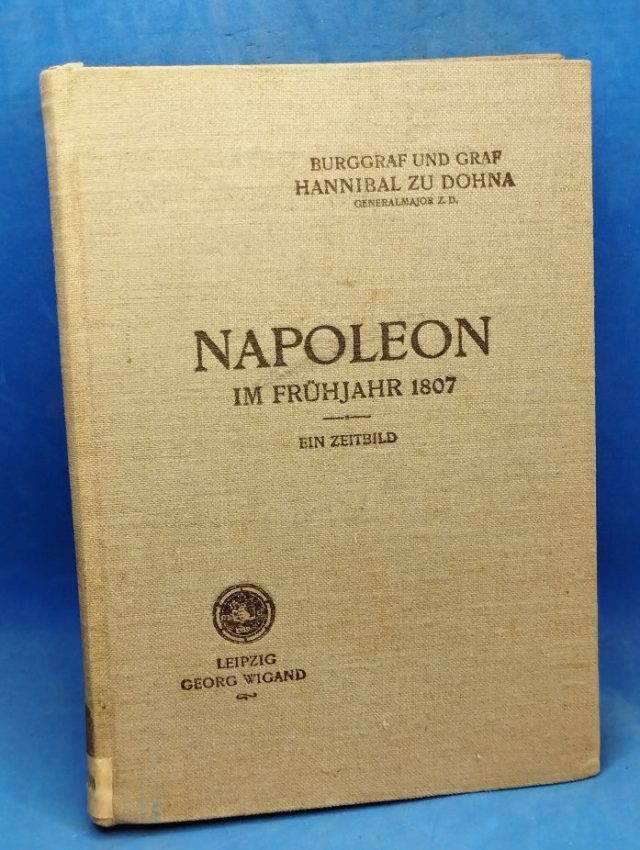 BURGGRAF UND GRAF
HANNIBAL ZU DOHNA
GENERALMAJOR Z. D.
NAPOLEON
IM FRÜHJAHR 1807
EIN ZEITBILD
LEIPZIG
GEORG WIGAND